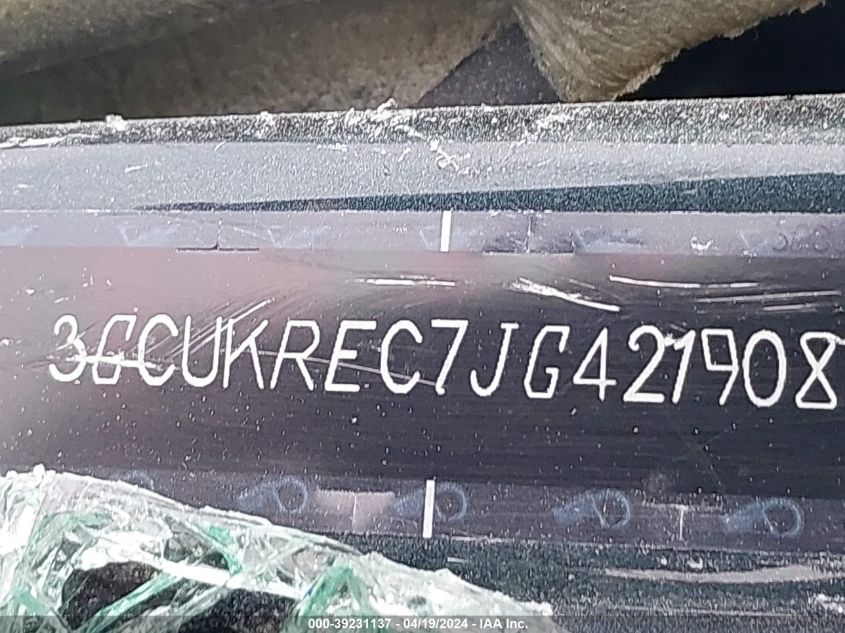 3GCUKREC7JG421908
000-39231137 - 04/19/2024 - IAA Inc.